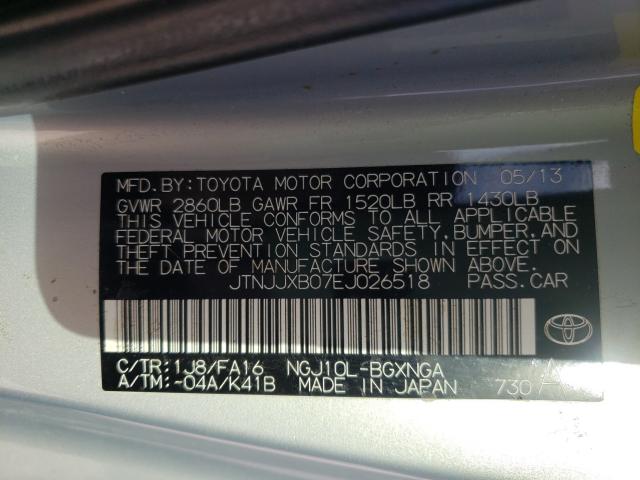 MFD. BY: TOYOTA MOTOR CORPORATION 05/13
GVWR 2860LB GAWR FR 1520LB RR 1430LB
THIS VEHICLE CONFORMS TO ALL APPLICABLE
FEDERAL MOTOR VEHICLE SAFETY, BUMPER, AND
THEFT PREVENTION STANDARDS IN EFFECT ON
THE DATE OF MANUFACTURE SHOWN ABOVE.
JTNJJXB07EJ026518 PASS. CAR
C/TR: 1J8/FA16 NGJ10L-BGXNGA
A/TM: -04A/K41B MADE IN JAPAN 730